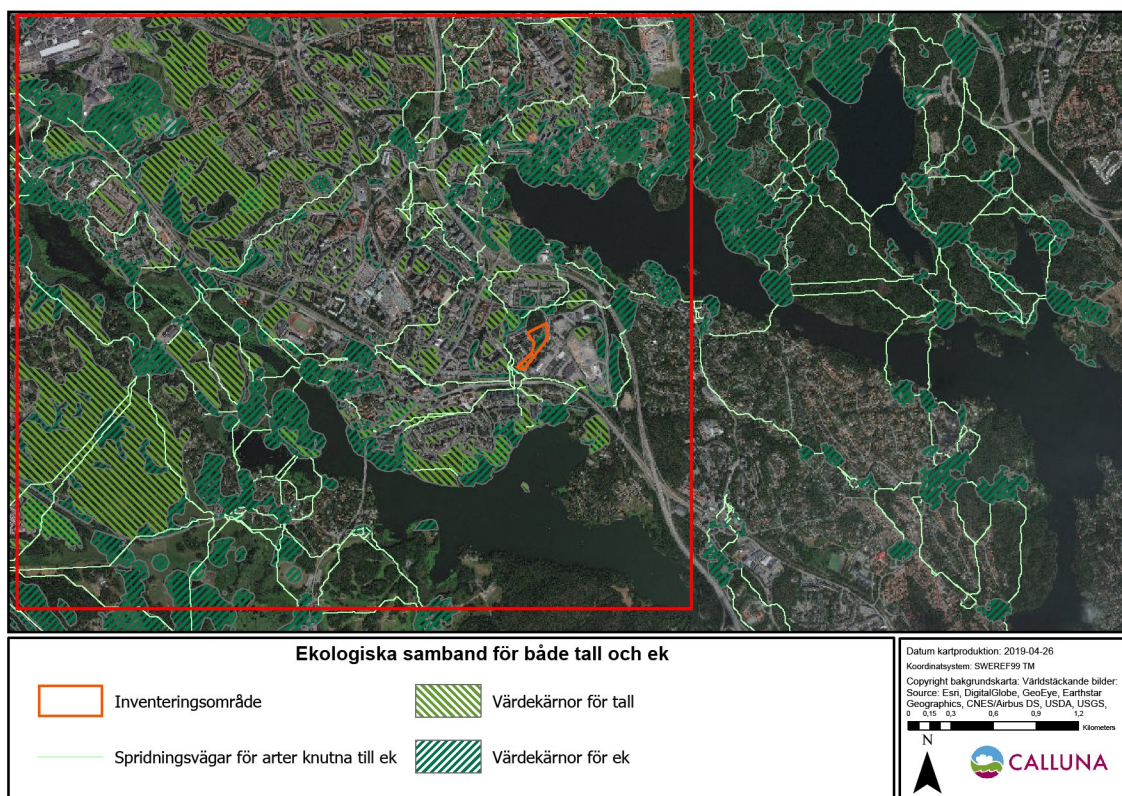 Ekologiska samband för både tall och ek
Inventeringsområde
Värdekärnor för tall
Spridningsvägar för arter knutna till ek
Värdekärnor för ek
Datum kartproduktion: 2019-04-26
Koordinatsystem: SWEREF99 TM
Copyright bakgrundskarta: Världstäckande bilder:
Source: Esri, DigitalGlobe, GeoEye, Earthstar
Geographics, CNES/Airbus DS, USDA, USGS,
0 0,15 0,3 0,6 0,9 1,2
Kilometers
N
CALLUNA